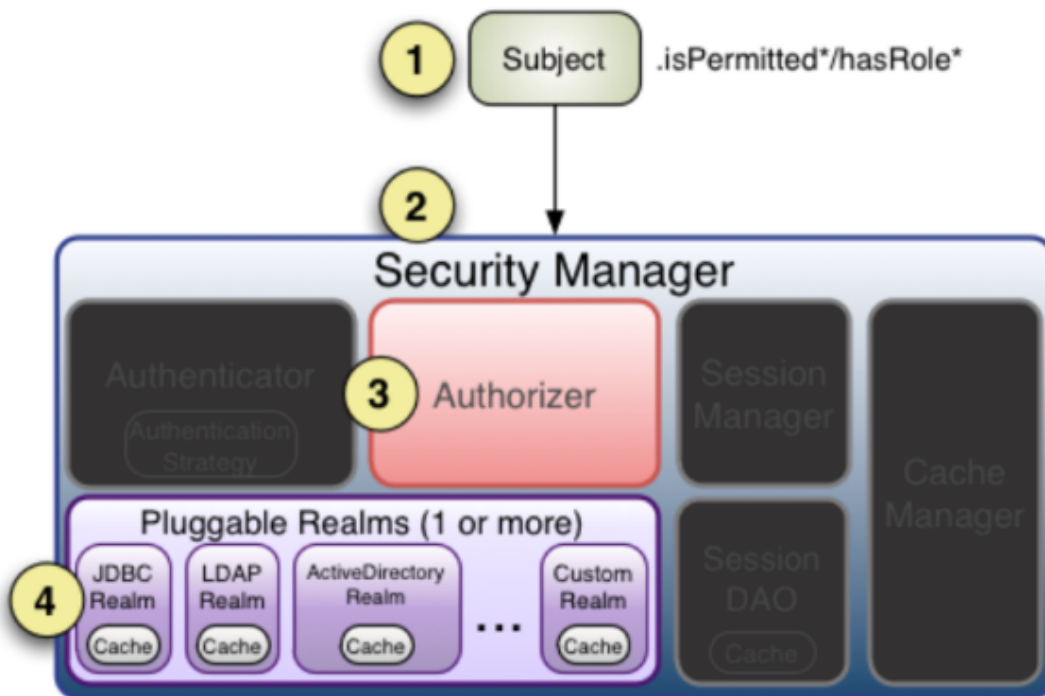 1
Subject
.isPermitted*/hasRole*
2
Security Manager
Authenticator
Authentication
Strategy
3
Authorizer
Session
Manager
Cache
Manager
Pluggable Realms (1 or more)
4
JDBC
Realm
Cache
LDAP
Realm
Cache
ActiveDirectory
Realm
Cache
...
Custom
Realm
Cache
Session
DAO
Cache